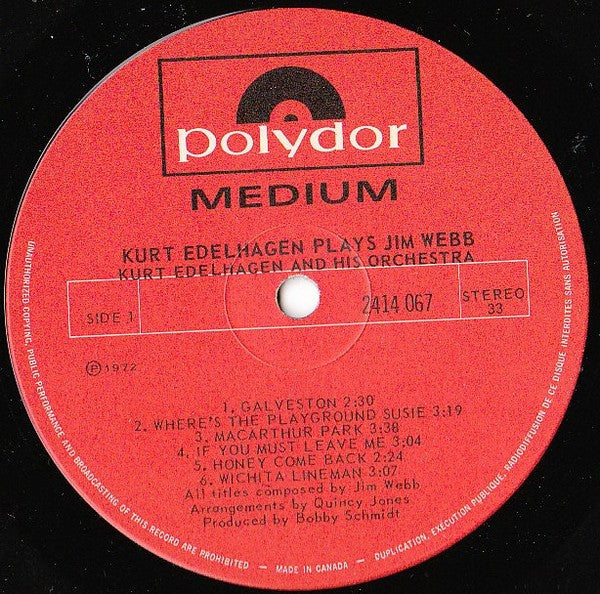 polydor
MEDIUM
KURT EDELHAGEN PLAYS JIM WEBB
KURT EDELHAGEN AND HIS ORCHESTRA
SIDE 1
2414 067
STEREO
33
Ⓟ1972
1. GALVESTON 2:30
2. WHERE'S THE PLAYGROUND SUSIE 3:19
3. MACARTHUR PARK 3:38
4. IF YOU MUST LEAVE ME 3:04
5. HONEY COME BACK 2:24
6. WICHITA LINEMAN 3:07
All titles composed by Jim Webb
Arrangements by Quincy Jones
Produced by Bobby Schmidt
UNAUTHORIZED COPYING, PUBLIC PERFORMANCE AND BROADCASTING OF THIS RECORD ARE PROHIBITED – MADE IN CANADA – DUPLICATION, EXÉCUTION PUBLIQUE, RADIODIFFUSION DE CE DISQUE INTERDITES SANS AUTORISATION